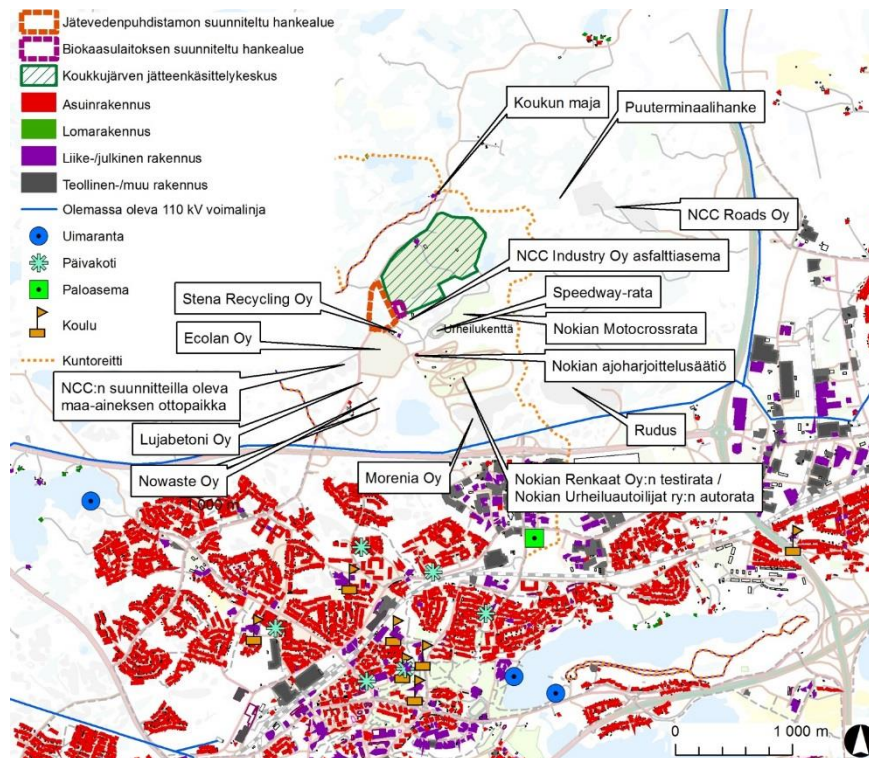 Jätevedenpuhdistamon suunniteltu hankealue
Biokaasulaitoksen suunniteltu hankealue
Koukkujärven jätteenkäsittelykeskus
Asuinrakennus
Lomarakennus
Liike-/julkinen rakennus
Teollinen-/muu rakennus
Olemassa oleva 110 kV voimalinja
Uimaranta
Päivakoti
Paloasema
Koulu
Kuntoreitti
Koukun maja
Puuterminaalihanke
NCC Roads Oy
NCC Industry Oy asfalttiasema
Stena Recycling Oy
Speedway-rata
Urheilukenttä
Nokian Motocrossrata
Ecolan Oy
Nokian ajoharjoittelusäätiö
NCC:n suunnitteilla oleva
maa-aineksen ottopaikka
Lujabetoni Oy
Rudus
Nowaste Oy
Morenia Oy
Nokian Renkaat Oy:n testirata /
Nokian Urheiluautoilijat ry:n autorata
1 000 m
0 1 000 m